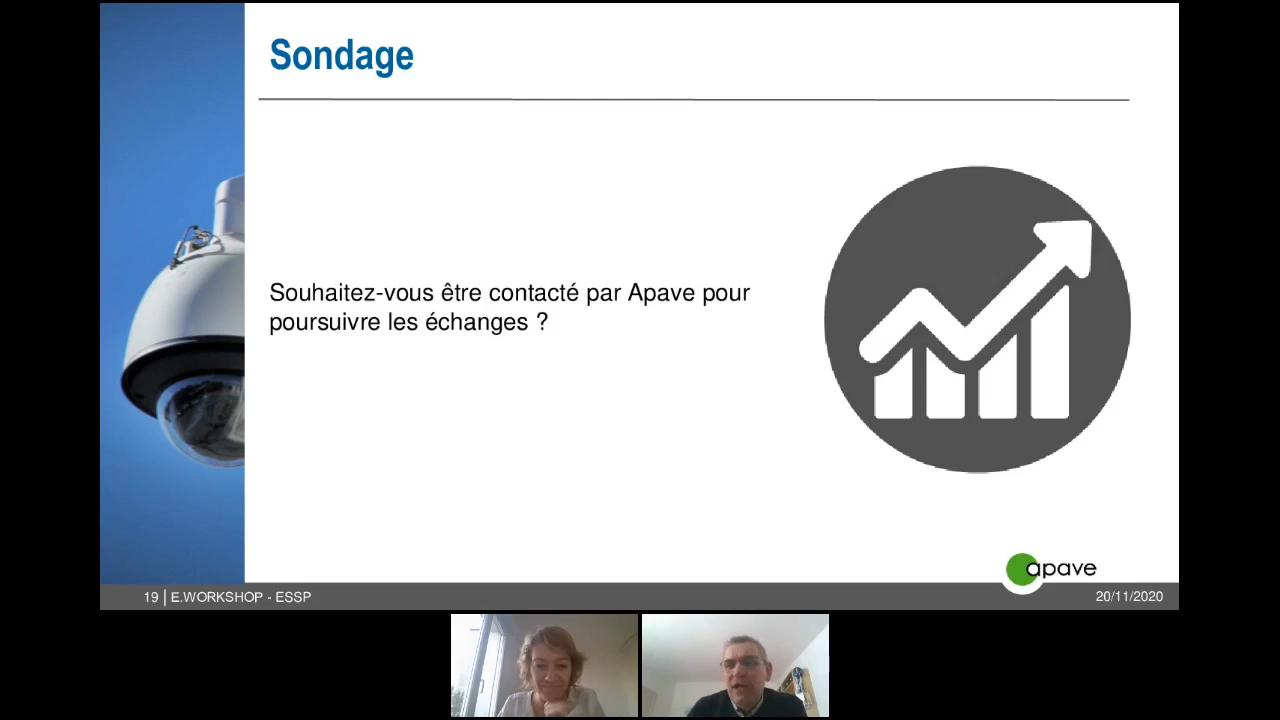 Sondage
Souhaitez-vous être contacté par Apave pour
poursuivre les échanges ?
apave
19 | E.WORKSHOP - ESSP
20/11/2020